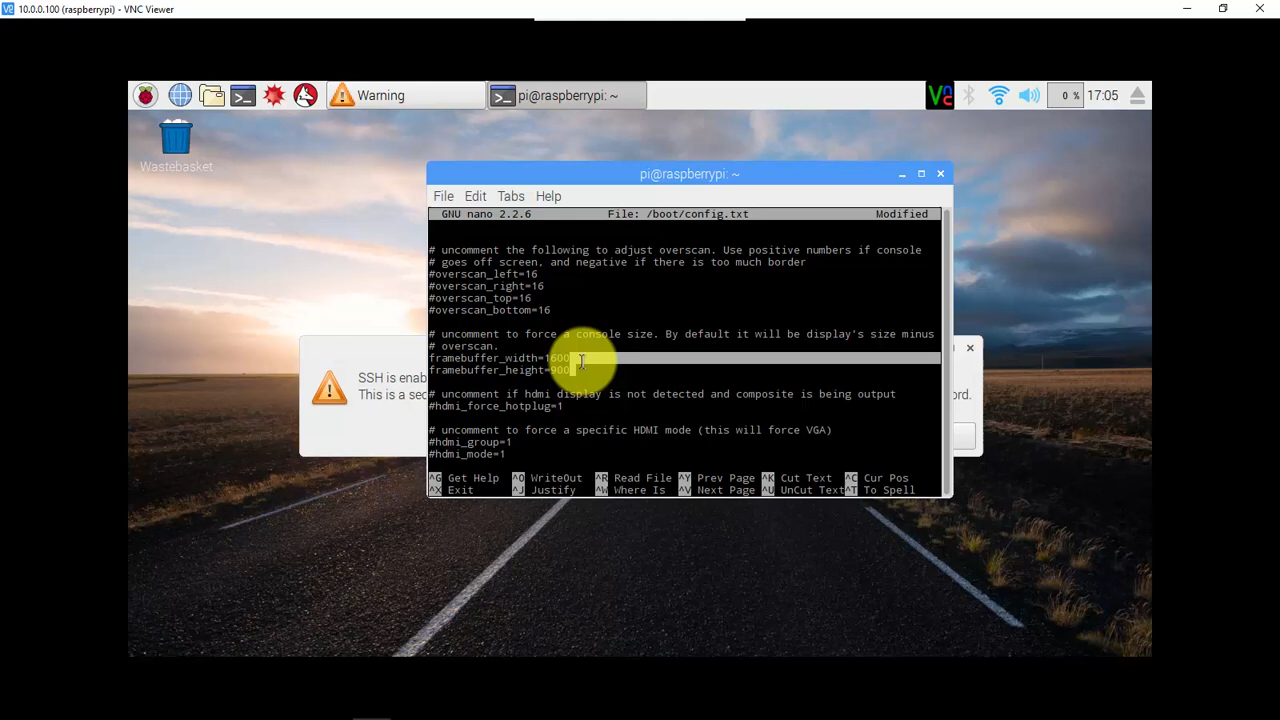 10.0.0.100 (raspberrypi) - VNC Viewer
Warning
pi@raspberrypi: ~
0 %
17:05
Wastebasket
pi@raspberrypi: ~
File Edit Tabs Help
GNU nano 2.2.6 File: /boot/config.txt Modified
# uncomment the following to adjust overscan. Use positive numbers if console
# goes off screen, and negative if there is too much border
#overscan_left=16
#overscan_right=16
#overscan_top=16
#overscan_bottom=16
# uncomment to force a console size. By default it will be display's size minus
# overscan.
framebuffer_width=1600
framebuffer_height=900
# uncomment if hdmi display is not detected and composite is being output
#hdmi_force_hotplug=1
# uncomment to force a specific HDMI mode (this will force VGA)
#hdmi_group=1
#hdmi_mode=1
^G Get Help ^O WriteOut ^R Read File ^Y Prev Page ^K Cut Text ^C Cur Pos
^X Exit ^J Justify ^W Where Is ^V Next Page ^U UnCut Text ^T To Spell
SSH is enab
This is a sec
ord.